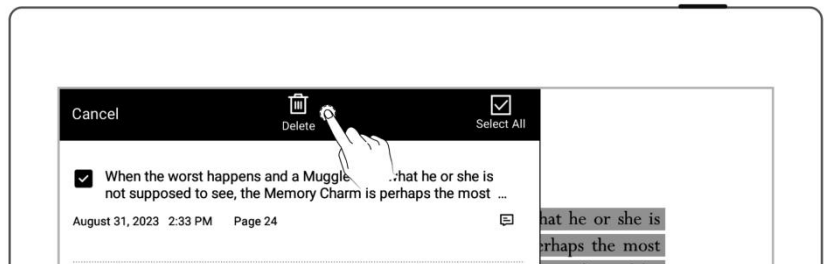 Cancel
Delete
Select All
When the worst happens and a Muggle hat he or she is
not supposed to see, the Memory Charm is perhaps the most ...
August 31, 2023 2:33 PM Page 24
hat he or she is
rhaps the most